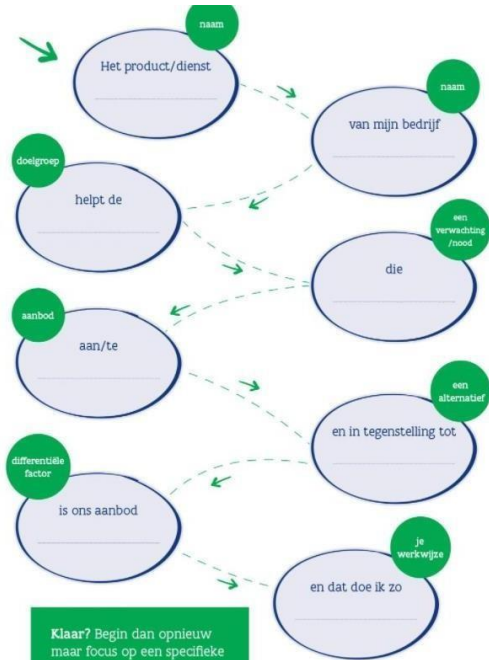 naam
Het product/dienst
naam
van mijn bedrijf
doelgroep
helpt de
een
verwachting
/nood
die
aanbod
aan/te
een
alternatief
en in tegenstelling tot
differentiële
factor
is ons aanbod
je
werkwijze
en dat doe ik zo
Klaar? Begin dan opnieuw
maar focus op een specifieke